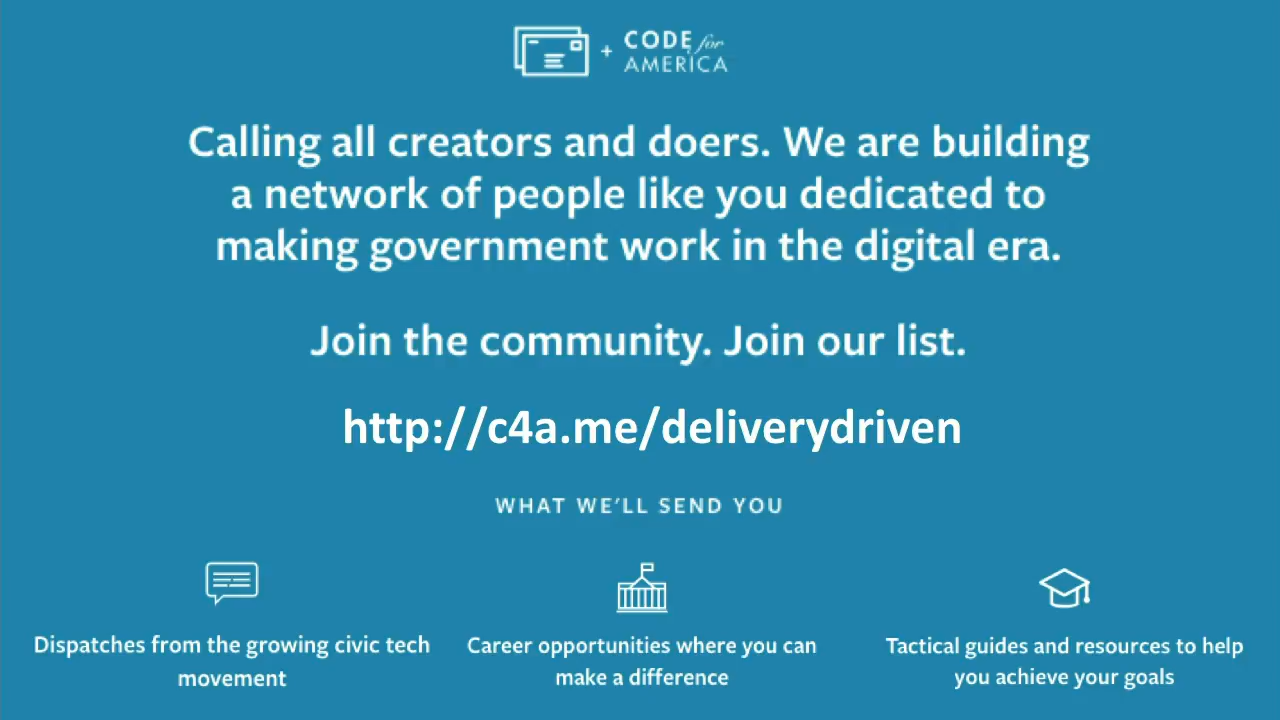 + CODE for
AMERICA
Calling all creators and doers. We are building
a network of people like you dedicated to
making government work in the digital era.
Join the community. Join our list.
http://c4a.me/deliverydriven
WHAT WE'LL SEND YOU
Dispatches from the growing civic tech
movement
Career opportunities where you can
make a difference
Tactical guides and resources to help
you achieve your goals